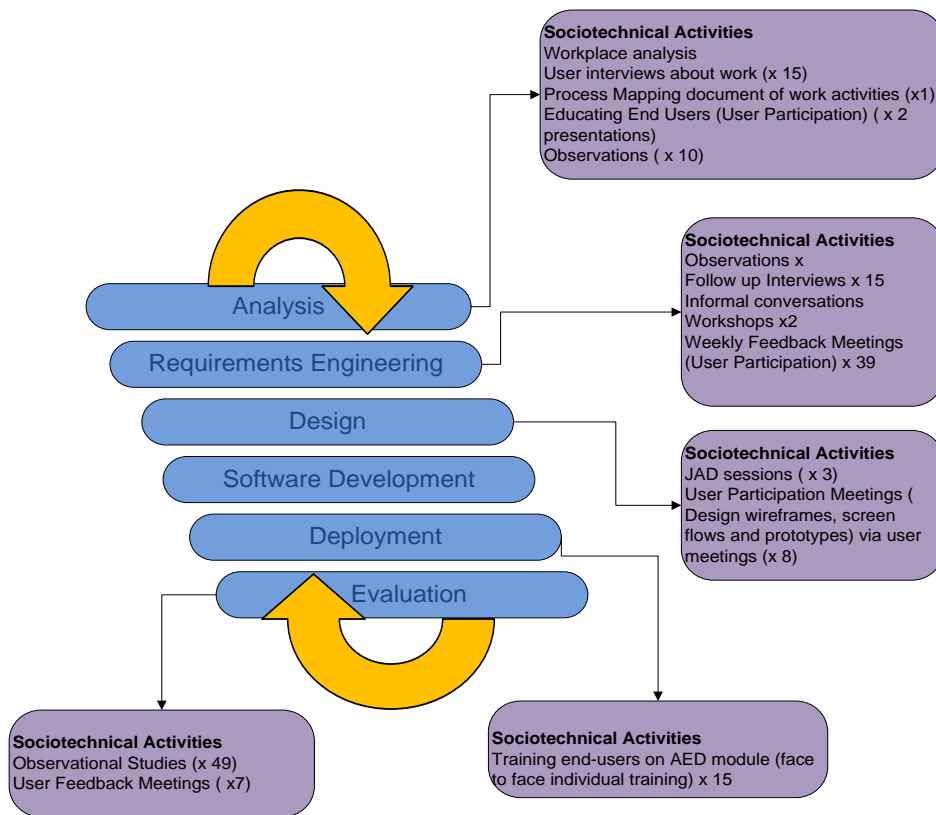 Sociotechnical Activities
Workplace analysis
User interviews about work (x 15)
Process Mapping document of work activities (x1)
Educating End Users (User Participation) ( x 2
presentations)
Observations ( x 10)
Analysis
Requirements Engineering
Design
Software Development
Deployment
Evaluation
Sociotechnical Activities
Observations x
Follow up Interviews x 15
Informal conversations
Workshops x2
Weekly Feedback Meetings
(User Participation) x 39
Sociotechnical Activities
JAD sessions ( x 3)
User Participation Meetings (
Design wireframes, screen
flows and prototypes) via user
meetings (x 8)
Sociotechnical Activities
Observational Studies (x 49)
User Feedback Meetings ( x7)
Sociotechnical Activities
Training end-users on AED module (face
to face individual training) x 15